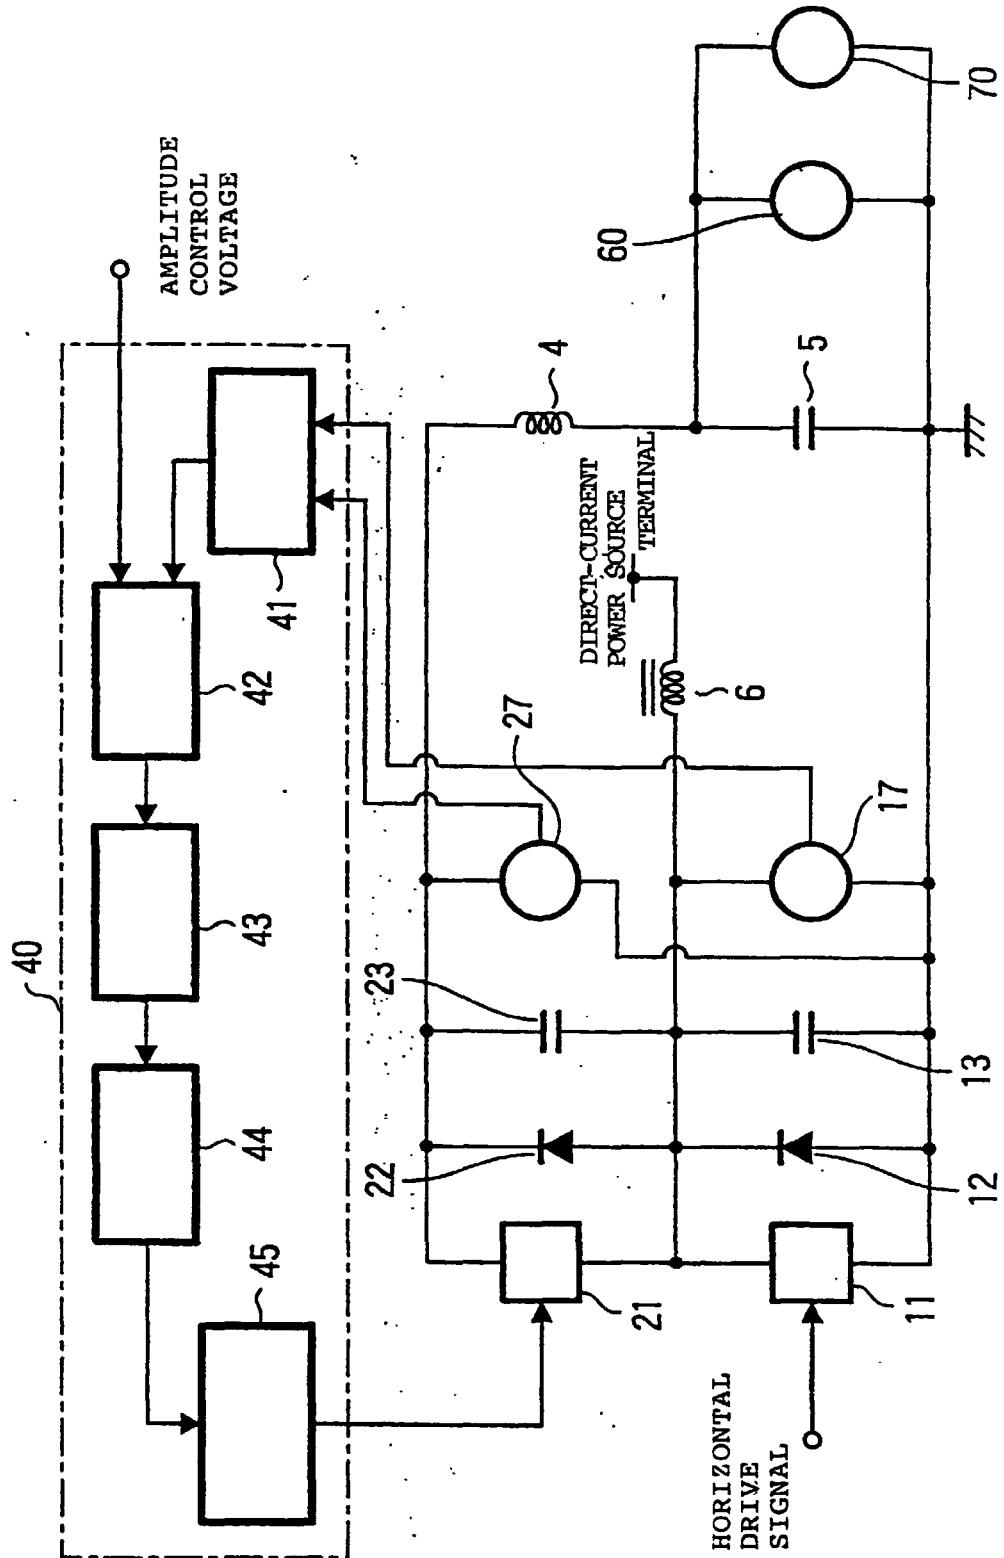 40
AMPLITUDE
CONTROL
VOLTAGE
45
44
43
42
41
22
23
27
4
60
DIRECT-CURRENT
POWER SOURCE
TERMINAL
6
5
21
17
11
12
13
70
HORIZONTAL
DRIVE
SIGNAL